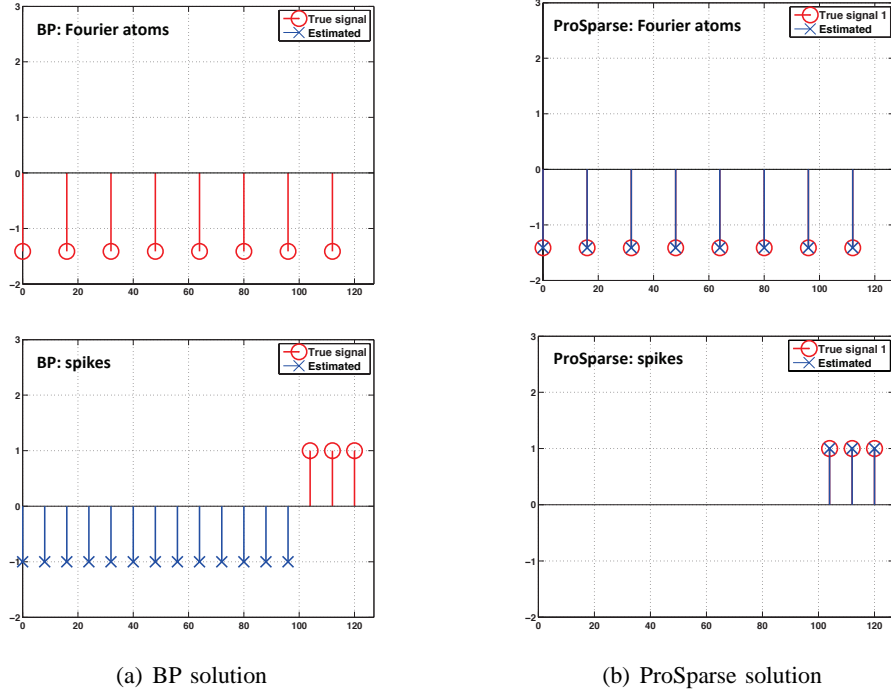 BP: Fourier atoms
True signal
Estimated
3
2
1
0
−1
−2
0 20 40 60 80 100 120
ProSparse: Fourier atoms
True signal 1
Estimated
3
2
1
0
−1
−2
0 20 40 60 80 100 120
BP: spikes
True signal
Estimated
3
2
1
0
−1
−2
0 20 40 60 80 100 120
ProSparse: spikes
True signal 1
Estimated
3
2
1
0
−1
−2
0 20 40 60 80 100 120
(a) BP solution
(b) ProSparse solution